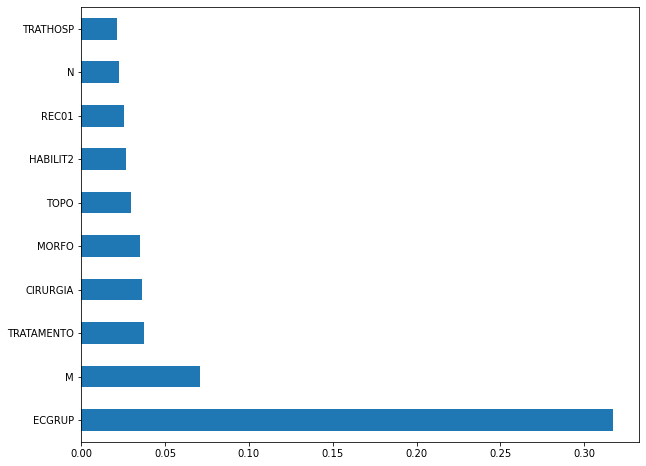 TRATHOSP
N
REC01
HABILIT2
TOPO
MORFO
CIRURGIA
TRATAMENTO
M
ECGRUP
0.00 0.05 0.10 0.15 0.20 0.25 0.30